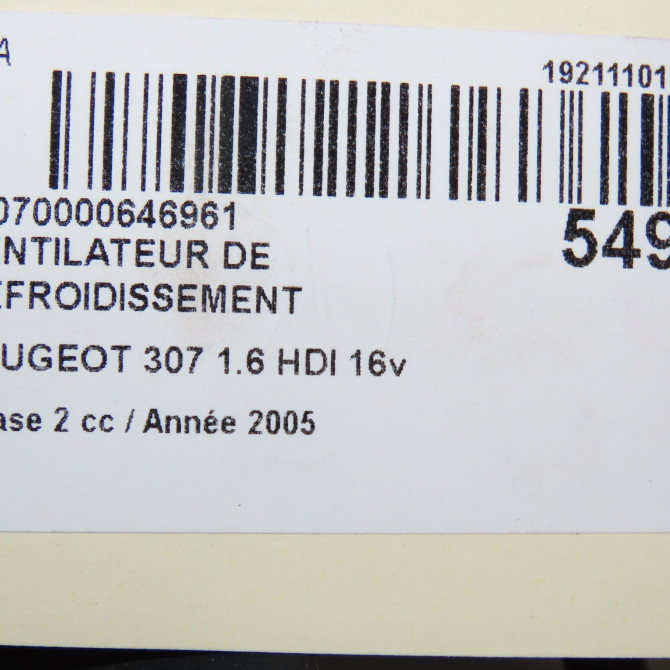 A
19211101
070000646961
549
NTILATEUR DE
EFROIDISSEMENT
UGEOT 307 1.6 HDI 16v
ase 2 cc / Année 2005